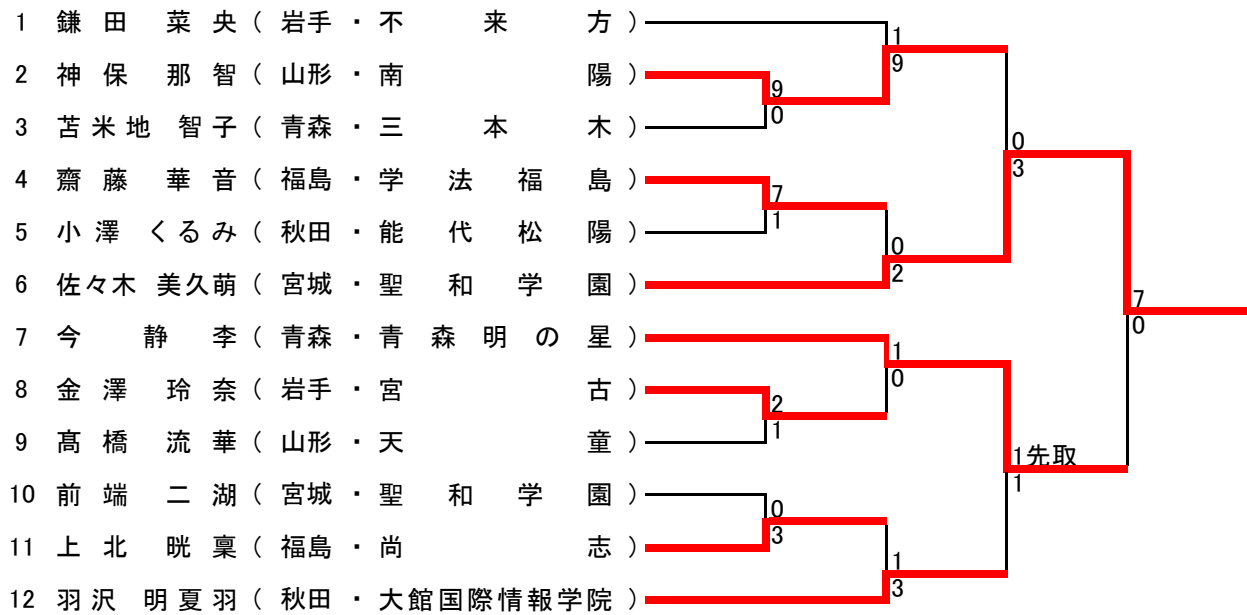 1 鎌田 菜央（岩手・不来方）
1
9
2 神保 那智（山形・南陽）
9
0
3 苫米地 智子（青森・三本木）
0
3
4 齋藤 華音（福島・学法福島）
7
1
5 小澤 くるみ（秋田・能代松陽）
0
2
6 佐々木 美久萌（宮城・聖和学園）
7
0
7 今 静李（青森・青森明の星）
1
0
8 金澤 玲奈（岩手・宮古）
2
1
9 髙橋 流華（山形・天童）
1先取
1
10 前端 二湖（宮城・聖和学園）
0
3
11 上北 晄稟（福島・尚志）
1
3
12 羽沢 明夏羽（秋田・大館国際情報学院）